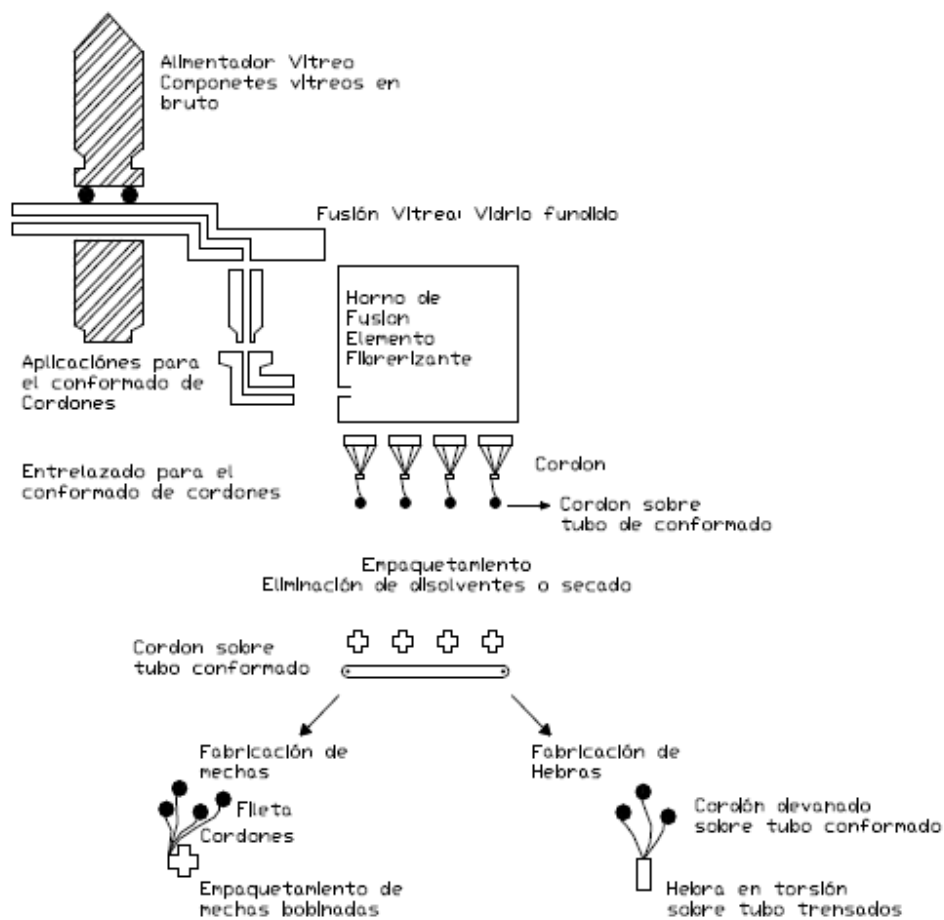 Alimentador Vitreo
Componetes vitreos en
bruto
Fusión Vitrea: Vidrio fundido
Horno de
Fusion
Elemento
Fibrerizante
Aplicaciónes para
el conformado de
Cordones
Entrelazado para el
conformado de cordones
Cordon
Cordon sobre
tubo de conformado
Empaquetamiento
Eliminación de disolventes o secado
Cordon sobre
tubo conformado
Fabricación de
mechas
Fabricación de
Hebras
Fileta
Cordones
Cordón devanado
sobre tubo conformado
Empaquetamiento de
mechas bobinadas
Hebra en torsión
sobre tubo trensados